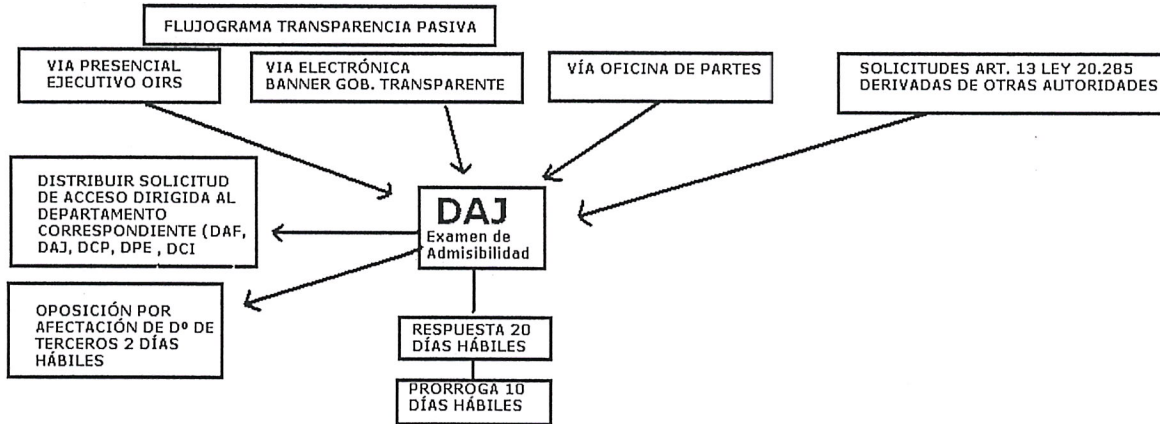 FLUJOGRAMA TRANSPARENCIA PASIVA
VIA PRESENCIAL
EJECUTIVO OIRS
VIA ELECTRÓNICA
BANNER GOB. TRANSPARENTE
VÍA OFICINA DE PARTES
SOLICITUDES ART. 13 LEY 20.285
DERIVADAS DE OTRAS AUTORIDADES
DISTRIBUIR SOLICITUD
DE ACCESO DIRIGIDA AL
DEPARTAMENTO
CORRESPONDIENTE (DAF,
DAJ, DCP, DPE , DCI
DAJ
Examen de
Admisibilidad
OPOSICIÓN POR
AFECTACIÓN DE Dº DE
TERCEROS 2 DÍAS
HÁBILES
RESPUESTA 20
DÍAS HÁBILES
PRORROGA 10
DÍAS HÁBILES